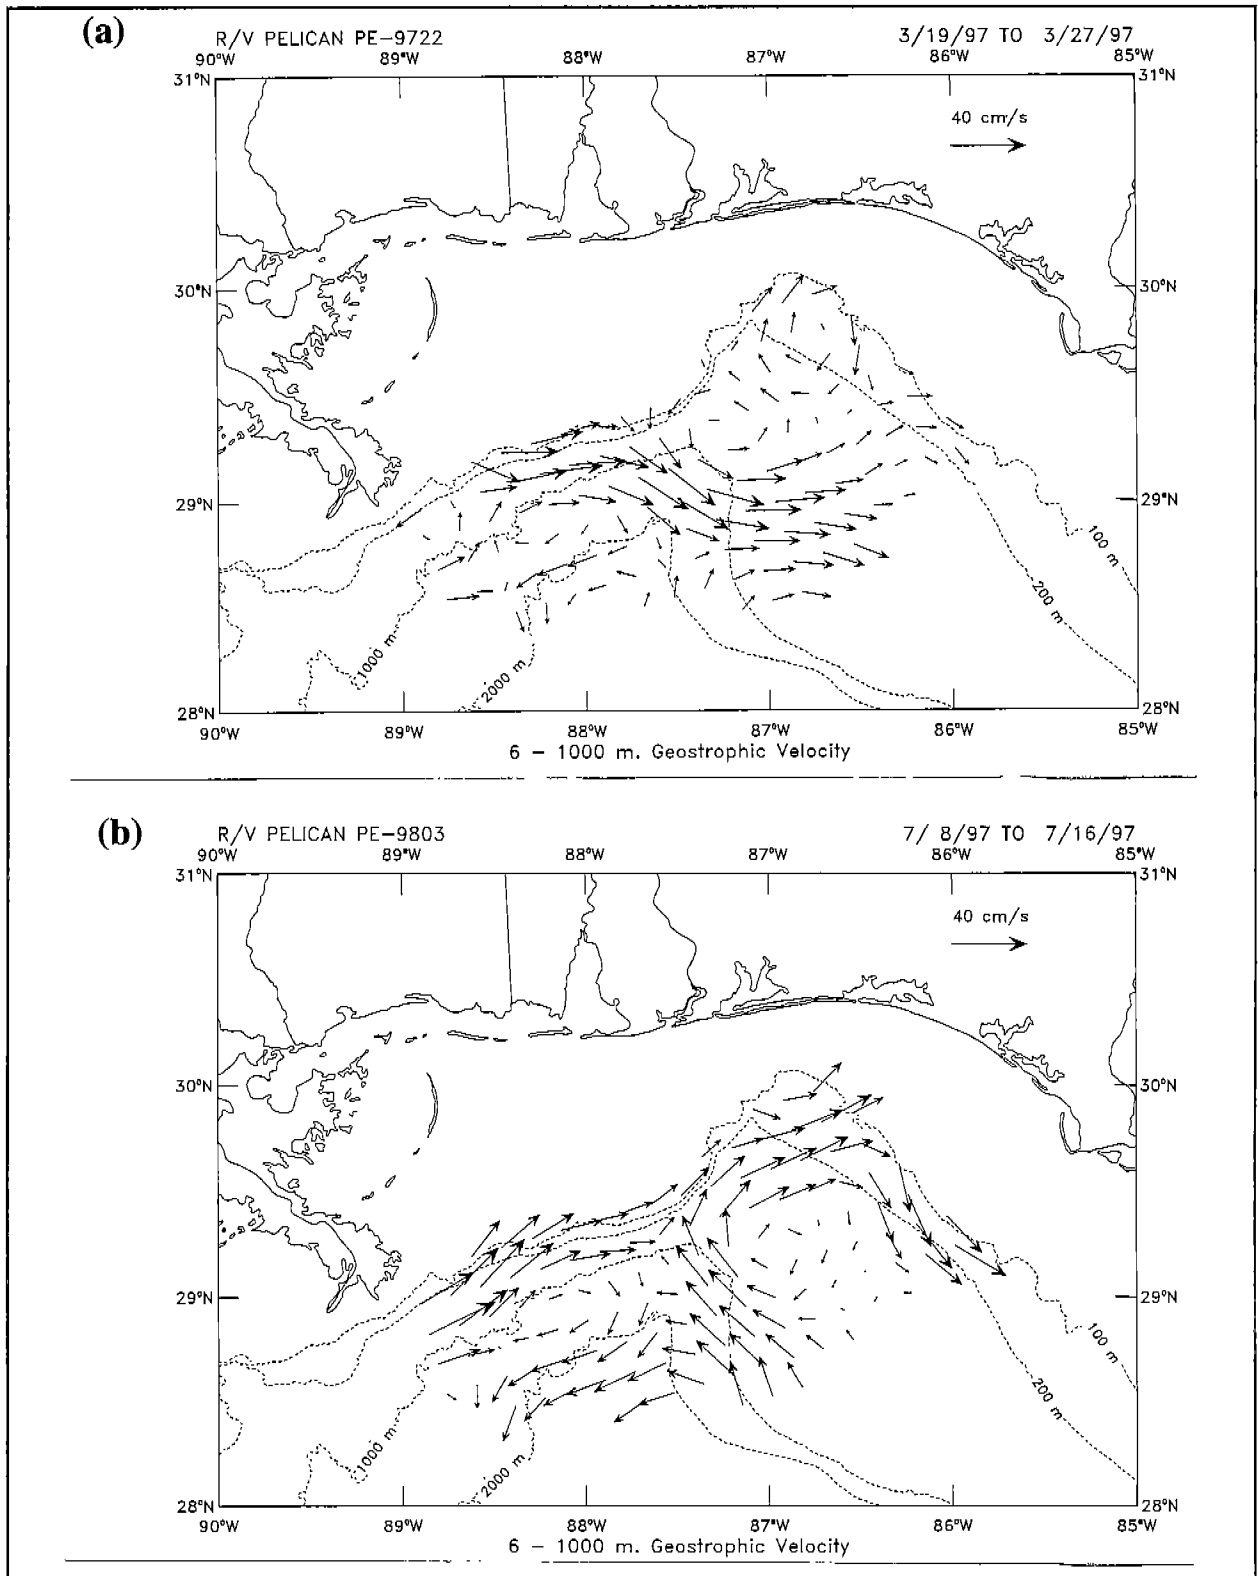 (a)
R/V PELICAN PE-9722 3/19/97 TO 3/27/97
90°W 89°W 88°W 87°W 86°W 85°W
31°N 31°N
40 cm/s
30°N 30°N
29°N 29°N
100 m
200 m
1000 m
2000 m
28°N 28°N
90°W 89°W 88°W 87°W 86°W 85°W
6 – 1000 m. Geostrophic Velocity
(b)
R/V PELICAN PE-9803 7/ 8/97 TO 7/16/97
90°W 89°W 88°W 87°W 86°W 85°W
31°N 31°N
40 cm/s
30°N 30°N
29°N 29°N
100 m
200 m
1000 m
2000 m
28°N 28°N
90°W 89°W 88°W 87°W 86°W 85°W
6 – 1000 m. Geostrophic Velocity